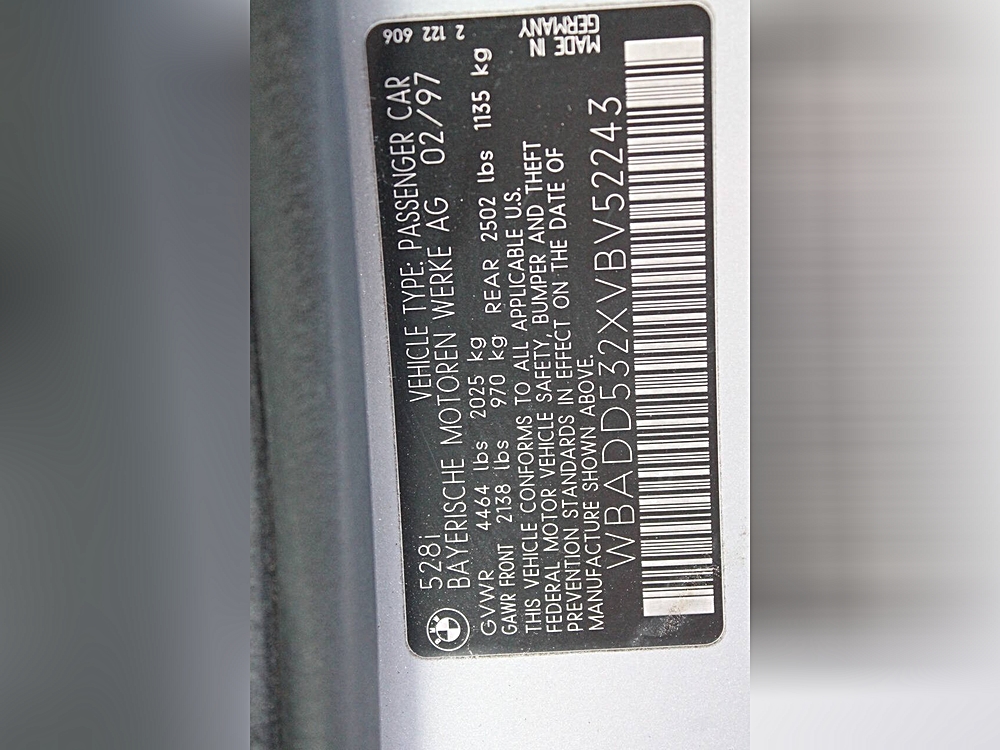 BMW
528i
VEHICLE TYPE: PASSENGER CAR
BAYERISCHE MOTOREN WERKE AG 02/97
GVWR 4464 lbs 2025 kg
GAWR FRONT 2138 lbs 970 kg REAR 2502 lbs 1135 kg
THIS VEHICLE CONFORMS TO ALL APPLICABLE U.S.
FEDERAL MOTOR VEHICLE SAFETY, BUMPER AND THEFT
PREVENTION STANDARDS IN EFFECT ON THE DATE OF
MANUFACTURE SHOWN ABOVE.
WBADD532XVBV52243
2 122 606
MADE IN
GERMANY